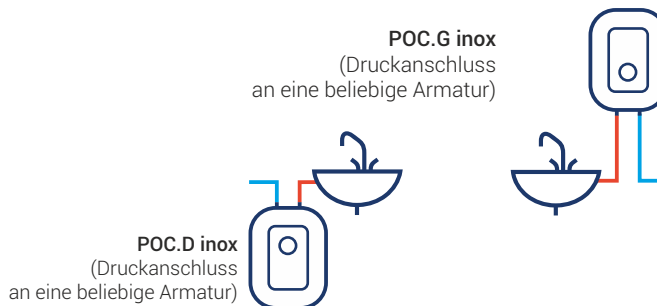 POC.G inox
(Druckanschluss
an eine beliebige Armatur)
POC.D inox
(Druckanschluss
an eine beliebige Armatur)